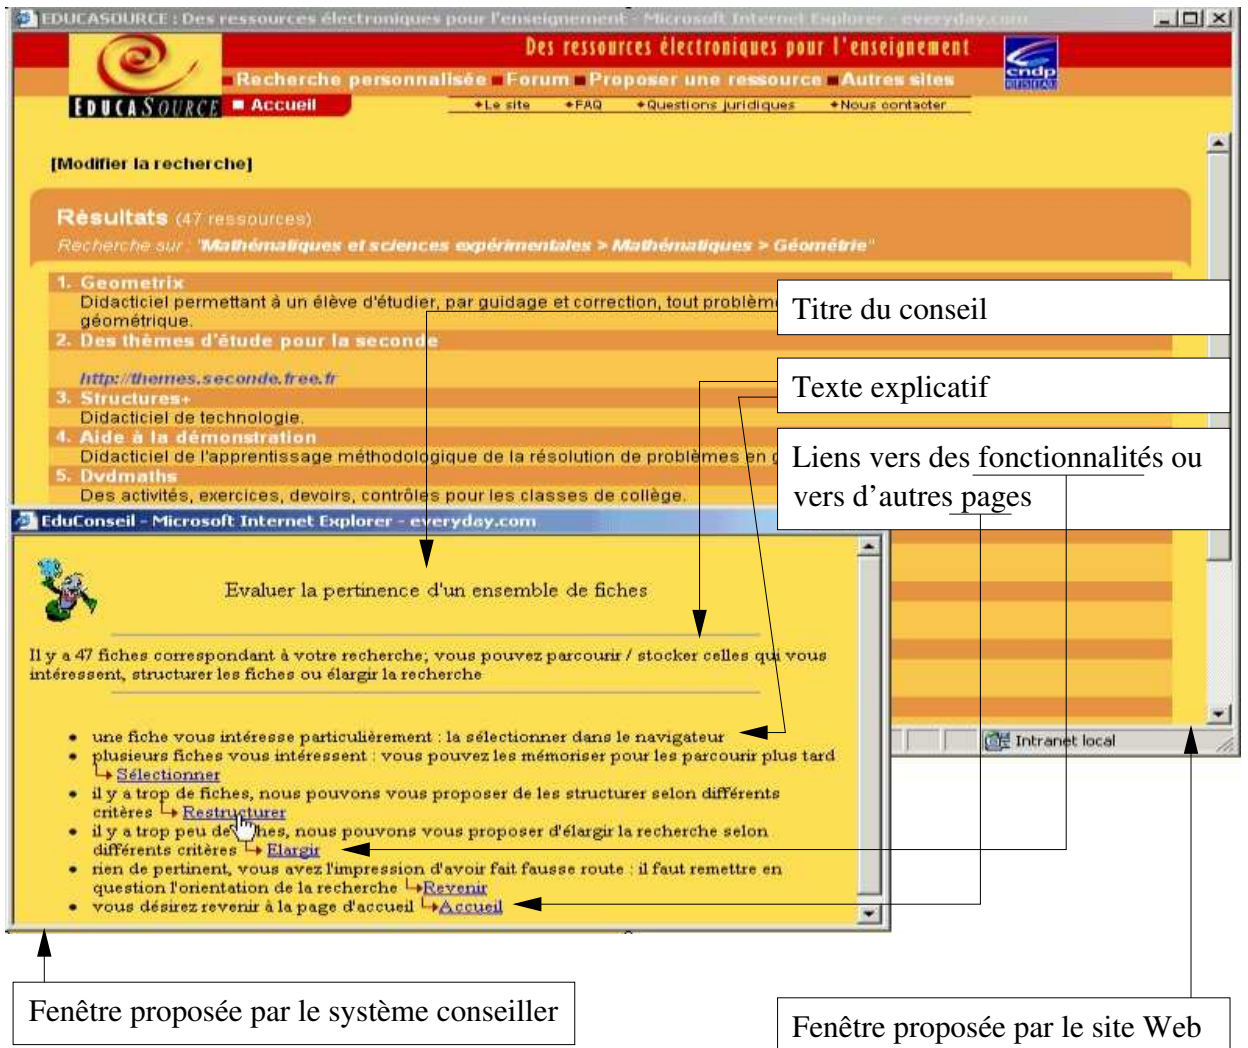 EDUCASOURCE : Des ressources électroniques pour l'enseignement - Microsoft Internet Explorer - everyday.com
Des ressources électroniques pour l'enseignement
cndp
Recherche personnalisée Forum Proposer une ressource Autres sites
EDUCASOURCE Accueil
Le site FAQ Questions juridiques Nous contacter
[Modifier la recherche]
Résultats (47 ressources)
Recherche sur : "Mathématiques et sciences expérimentales > Mathématiques > Géométrie"
1. Geometrix
Didacticiel permettant à un élève d'étudier, par guidage et correction, tout problème
géométrique.
2. Des thèmes d'étude pour la seconde
http://themes.seconde.free.fr
3. Structures+
Didacticiel de technologie.
4. Aide à la démonstration
Didacticiel de l'apprentissage méthodologique de la résolution de problèmes en
5. Dvdmaths
Des activités, exercices, devoirs, contrôles pour les classes de collège.
Titre du conseil
Texte explicatif
Liens vers des fonctionnalités ou
vers d'autres pages
EduConseil - Microsoft Internet Explorer - everyday.com
Evaluer la pertinence d'un ensemble de fiches
Il y a 47 fiches correspondant à votre recherche; vous pouvez parcourir / stocker celles qui vous
intéressent, structurer les fiches ou élargir la recherche
• une fiche vous intéresse particulièrement : la sélectionner dans le navigateur
• plusieurs fiches vous intéressent : vous pouvez les mémoriser pour les parcourir plus tard
Sélectionner
• il y a trop de fiches, nous pouvons vous proposer de les structurer selon différents
critères Restructurer
• il y a trop peu de fiches, nous pouvons vous proposer d'élargir la recherche selon
différents critères Elargir
• rien de pertinent, vous avez l'impression d'avoir fait fausse route : il faut remettre en
question l'orientation de la recherche Revenir
• vous désirez revenir à la page d'accueil Accueil
Intranet local
Fenêtre proposée par le système conseiller
Fenêtre proposée par le site Web